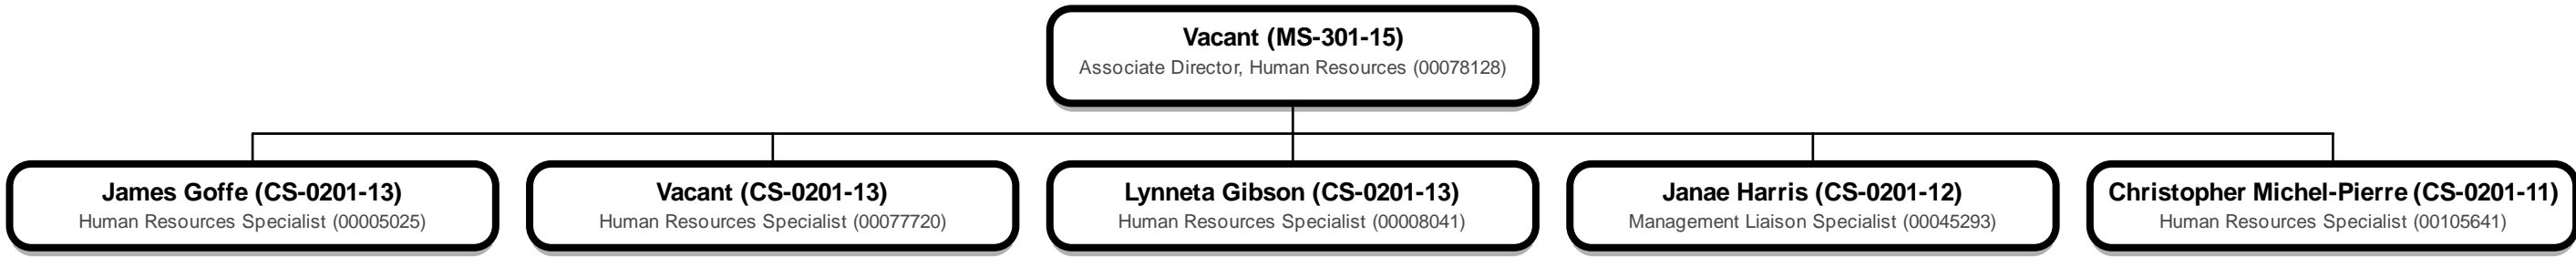 Vacant (MS-301-15)
Associate Director, Human Resources (00078128)
James Goffe (CS-0201-13)
Human Resources Specialist (00005025)
Vacant (CS-0201-13)
Human Resources Specialist (00077720)
Lynneta Gibson (CS-0201-13)
Human Resources Specialist (00008041)
Janae Harris (CS-0201-12)
Management Liaison Specialist (00045293)
Christopher Michel-Pierre (CS-0201-11)
Human Resources Specialist (00105641)